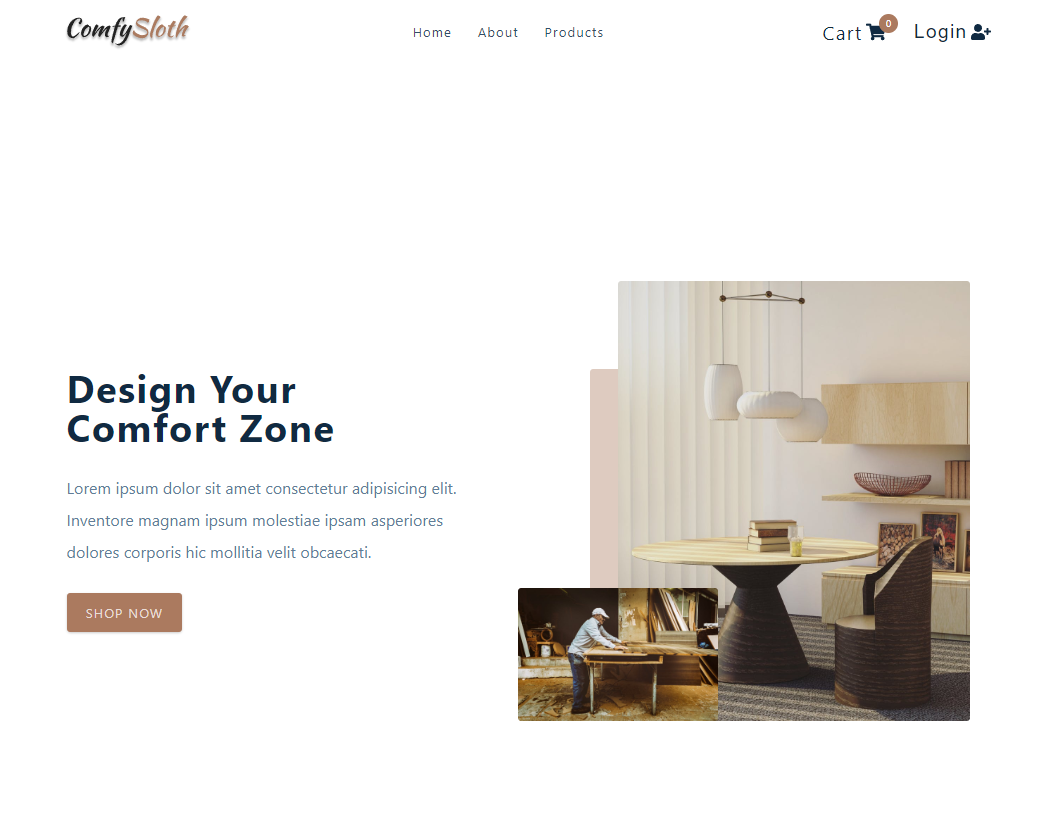 ComfySloth
Home About Products
Cart 0 Login
Design Your
Comfort Zone
Lorem ipsum dolor sit amet consectetur adipisicing elit.
Inventore magnam ipsum molestiae ipsam asperiores
dolores corporis hic mollitia velit obcaecati.
SHOP NOW